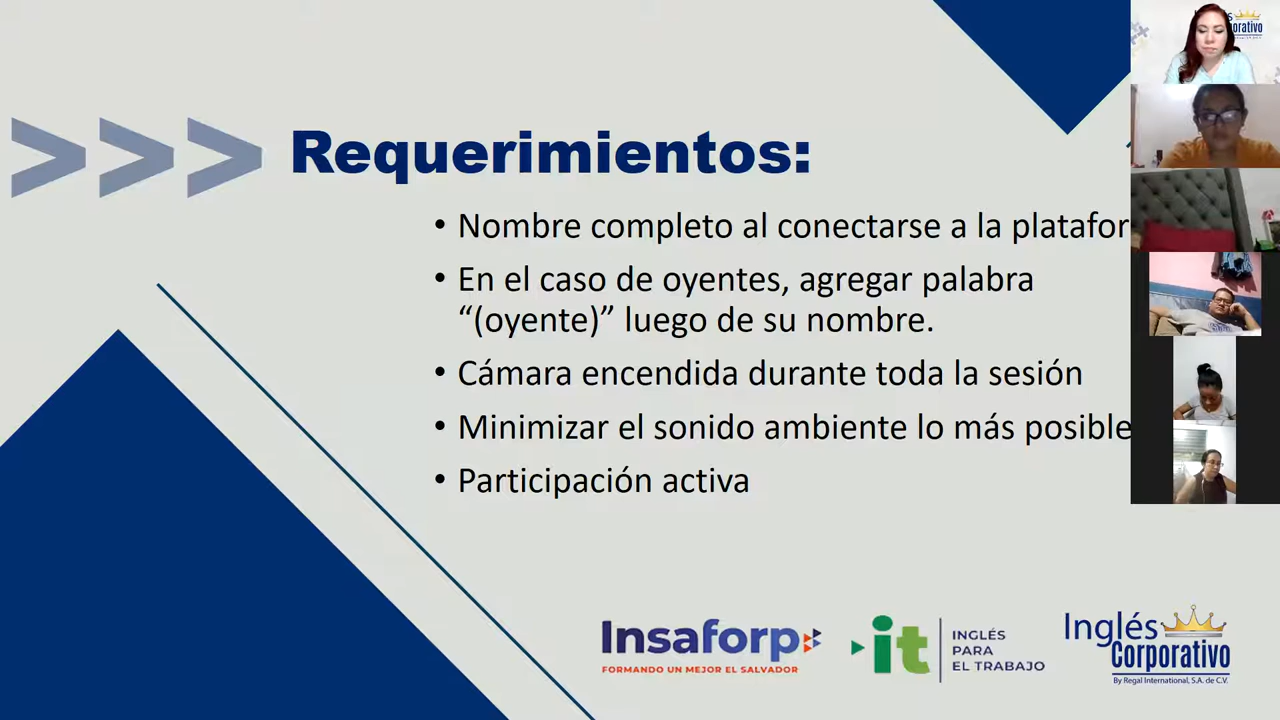 >>> Requerimientos:
• Nombre completo al conectarse a la platafor
• En el caso de oyentes, agregar palabra
“(oyente)” luego de su nombre.
• Cámara encendida durante toda la sesión
• Minimizar el sonido ambiente lo más posible
• Participación activa
Insaforp
FORMANDO UN MEJOR EL SALVADOR
it
INGLÉS
PARA
EL TRABAJO
Inglés
Corporativo
By Regal International, S.A. de C.V.